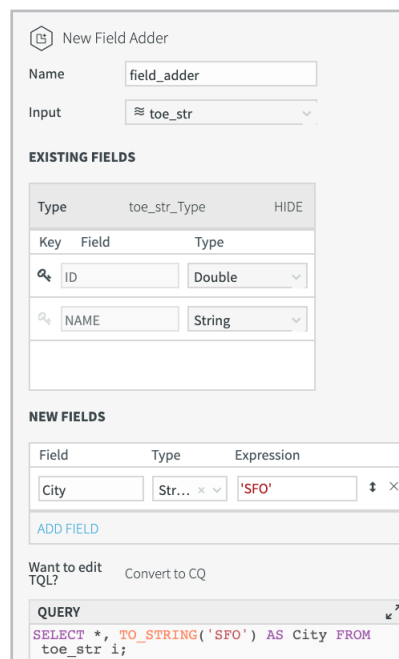 New Field Adder
Name field_adder
Input toe_str
EXISTING FIELDS
Type toe_str_Type HIDE
Key Field Type
ID Double
NAME String
NEW FIELDS
Field Type Expression
City Str... × 'SFO' ×
ADD FIELD
Want to edit
TQL? Convert to CQ
QUERY
SELECT *, TO_STRING('SFO') AS City FROM
toe_str i;